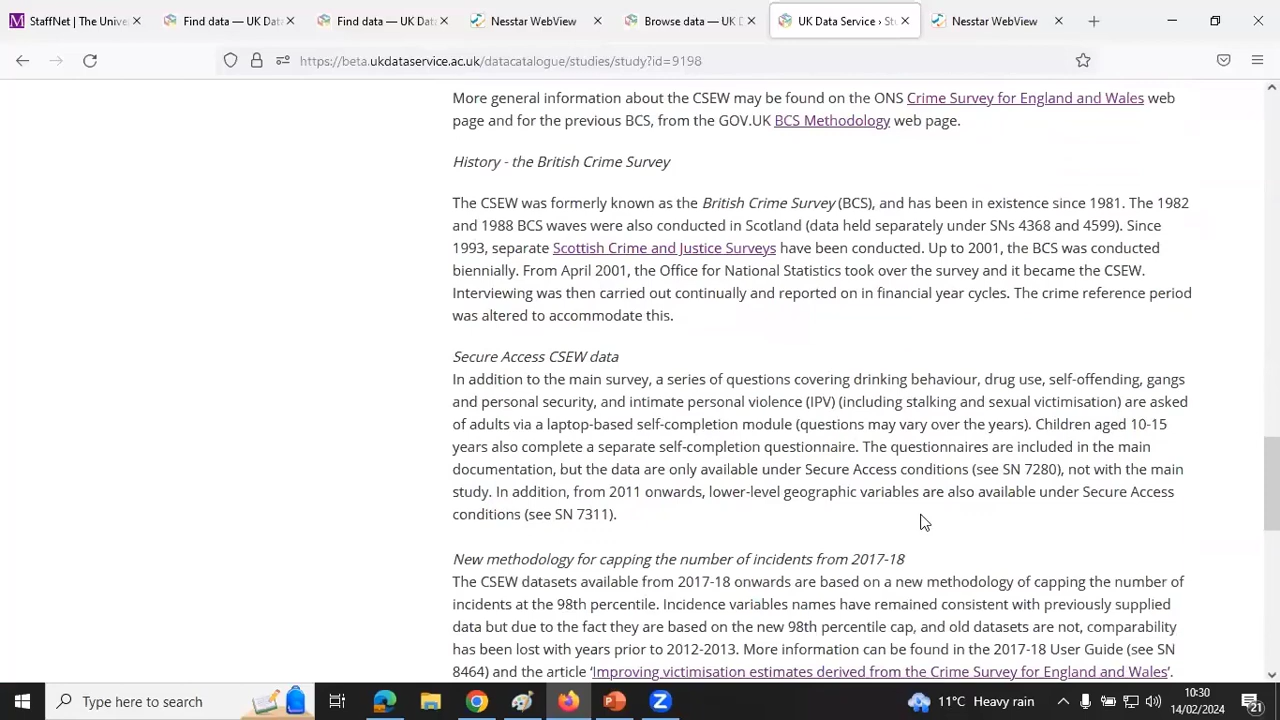 StaffNet | The Unive
Find data — UK Data
Find data — UK Data
Nesstar WebView
Browse data — UK D
UK Data Service › Stu
Nesstar WebView
https://beta.ukdataservice.ac.uk/datacatalogue/studies/study?id=9198
More general information about the CSEW may be found on the ONS Crime Survey for England and Wales web
page and for the previous BCS, from the GOV.UK BCS Methodology web page.
History - the British Crime Survey
The CSEW was formerly known as the British Crime Survey (BCS), and has been in existence since 1981. The 1982
and 1988 BCS waves were also conducted in Scotland (data held separately under SNs 4368 and 4599). Since
1993, separate Scottish Crime and Justice Surveys have been conducted. Up to 2001, the BCS was conducted
biennially. From April 2001, the Office for National Statistics took over the survey and it became the CSEW.
Interviewing was then carried out continually and reported on in financial year cycles. The crime reference period
was altered to accommodate this.
Secure Access CSEW data
In addition to the main survey, a series of questions covering drinking behaviour, drug use, self-offending, gangs
and personal security, and intimate personal violence (IPV) (including stalking and sexual victimisation) are asked
of adults via a laptop-based self-completion module (questions may vary over the years). Children aged 10-15
years also complete a separate self-completion questionnaire. The questionnaires are included in the main
documentation, but the data are only available under Secure Access conditions (see SN 7280), not with the main
study. In addition, from 2011 onwards, lower-level geographic variables are also available under Secure Access
conditions (see SN 7311).
New methodology for capping the number of incidents from 2017-18
The CSEW datasets available from 2017-18 onwards are based on a new methodology of capping the number of
incidents at the 98th percentile. Incidence variables names have remained consistent with previously supplied
data but due to the fact they are based on the new 98th percentile cap, and old datasets are not, comparability
has been lost with years prior to 2012-2013. More information can be found in the 2017-18 User Guide (see SN
8464) and the article ‘Improving victimisation estimates derived from the Crime Survey for England and Wales’.
Type here to search
11°C Heavy rain
10:30
14/02/2024
21